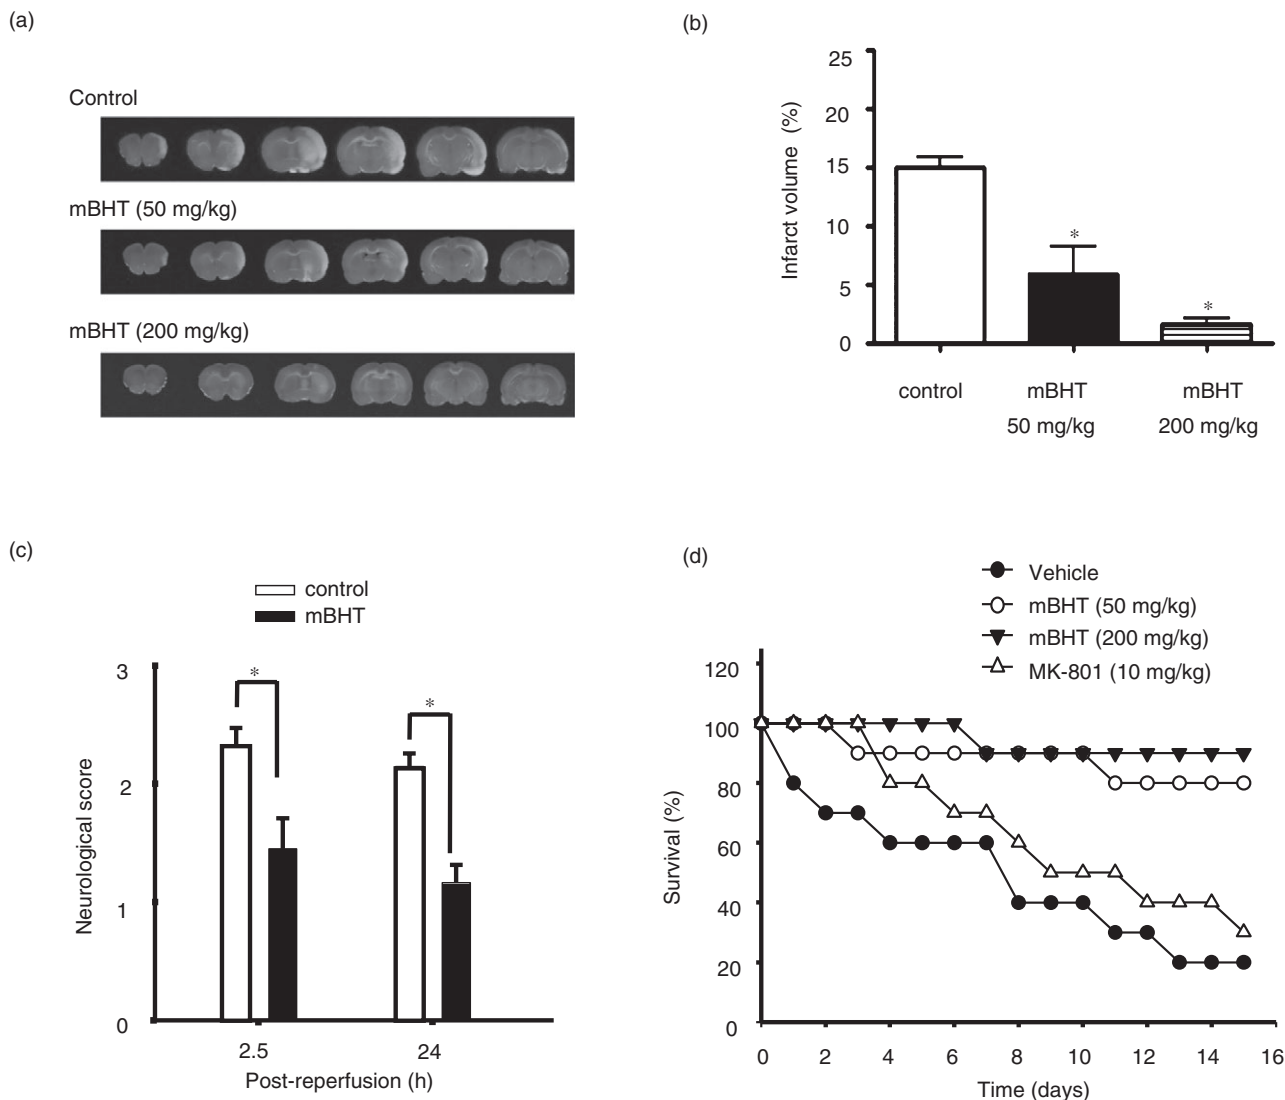 (a)
Control
mBHT (50 mg/kg)
mBHT (200 mg/kg)
(b)
Infarct volume (%)
25
20
15
10
5
0
*
*
control
mBHT
50 mg/kg
mBHT
200 mg/kg
(c)
control
mBHT
Neurological score
3
2
1
0
*
*
2.5
24
Post-reperfusion (h)
(d)
Vehicle
mBHT (50 mg/kg)
mBHT (200 mg/kg)
MK-801 (10 mg/kg)
Survival (%)
120
100
80
60
40
20
0
0 2 4 6 8 10 12 14 16
Time (days)